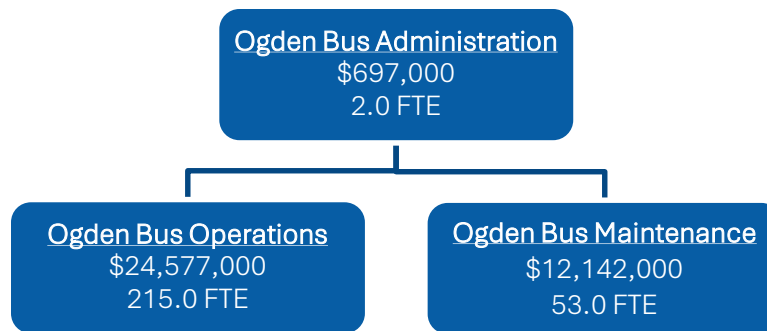 Ogden Bus Administration
$697,000
2.0 FTE
Ogden Bus Operations
$24,577,000
215.0 FTE
Ogden Bus Maintenance
$12,142,000
53.0 FTE